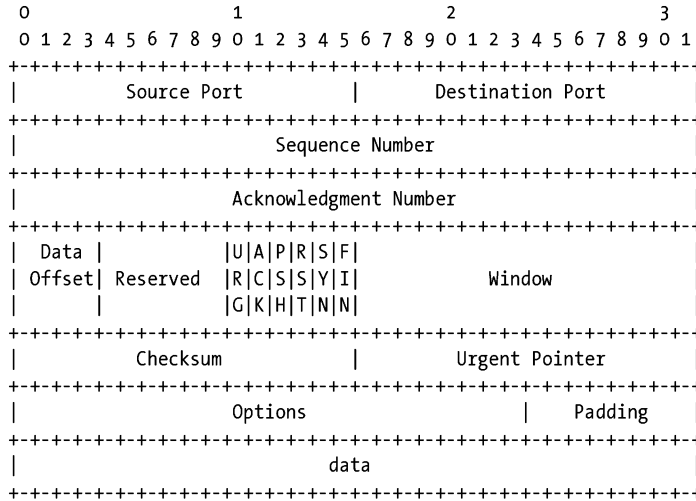 0                   1                   2                   3
 0 1 2 3 4 5 6 7 8 9 0 1 2 3 4 5 6 7 8 9 0 1 2 3 4 5 6 7 8 9 0 1
+-+-+-+-+-+-+-+-+-+-+-+-+-+-+-+-+-+-+-+-+-+-+-+-+-+-+-+-+-+-+-+-
|          Source Port          |       Destination Port        |
+-+-+-+-+-+-+-+-+-+-+-+-+-+-+-+-+-+-+-+-+-+-+-+-+-+-+-+-+-+-+-+-
|                        Sequence Number                        |
+-+-+-+-+-+-+-+-+-+-+-+-+-+-+-+-+-+-+-+-+-+-+-+-+-+-+-+-+-+-+-+-
|                    Acknowledgment Number                      |
+-+-+-+-+-+-+-+-+-+-+-+-+-+-+-+-+-+-+-+-+-+-+-+-+-+-+-+-+-+-+-+-
|  Data |           |U|A|P|R|S|F|                               |
| Offset| Reserved  |R|C|S|S|Y|I|            Window             |
|       |           |G|K|H|T|N|N|                               |
+-+-+-+-+-+-+-+-+-+-+-+-+-+-+-+-+-+-+-+-+-+-+-+-+-+-+-+-+-+-+-+-
|           Checksum            |         Urgent Pointer        |
+-+-+-+-+-+-+-+-+-+-+-+-+-+-+-+-+-+-+-+-+-+-+-+-+-+-+-+-+-+-+-+-
|                    Options                    |    Padding    |
+-+-+-+-+-+-+-+-+-+-+-+-+-+-+-+-+-+-+-+-+-+-+-+-+-+-+-+-+-+-+-+-
|                             data                              |
+-+-+-+-+-+-+-+-+-+-+-+-+-+-+-+-+-+-+-+-+-+-+-+-+-+-+-+-+-+-+-+-